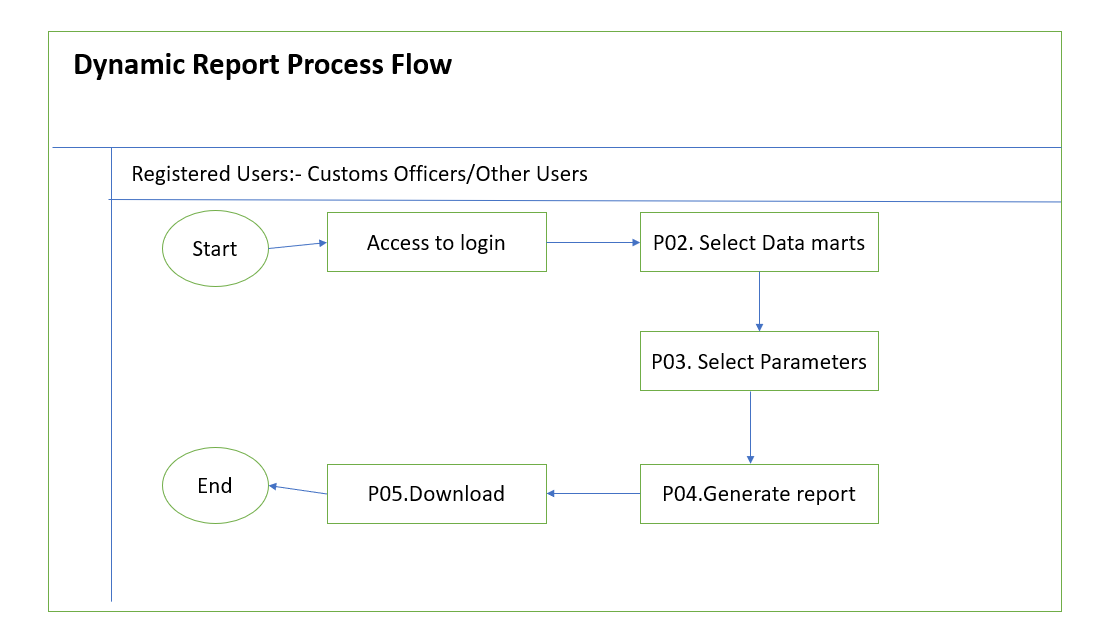 Dynamic Report Process Flow
Registered Users:- Customs Officers/Other Users
Start
Access to login
P02. Select Data marts
P03. Select Parameters
End
P05.Download
P04.Generate report